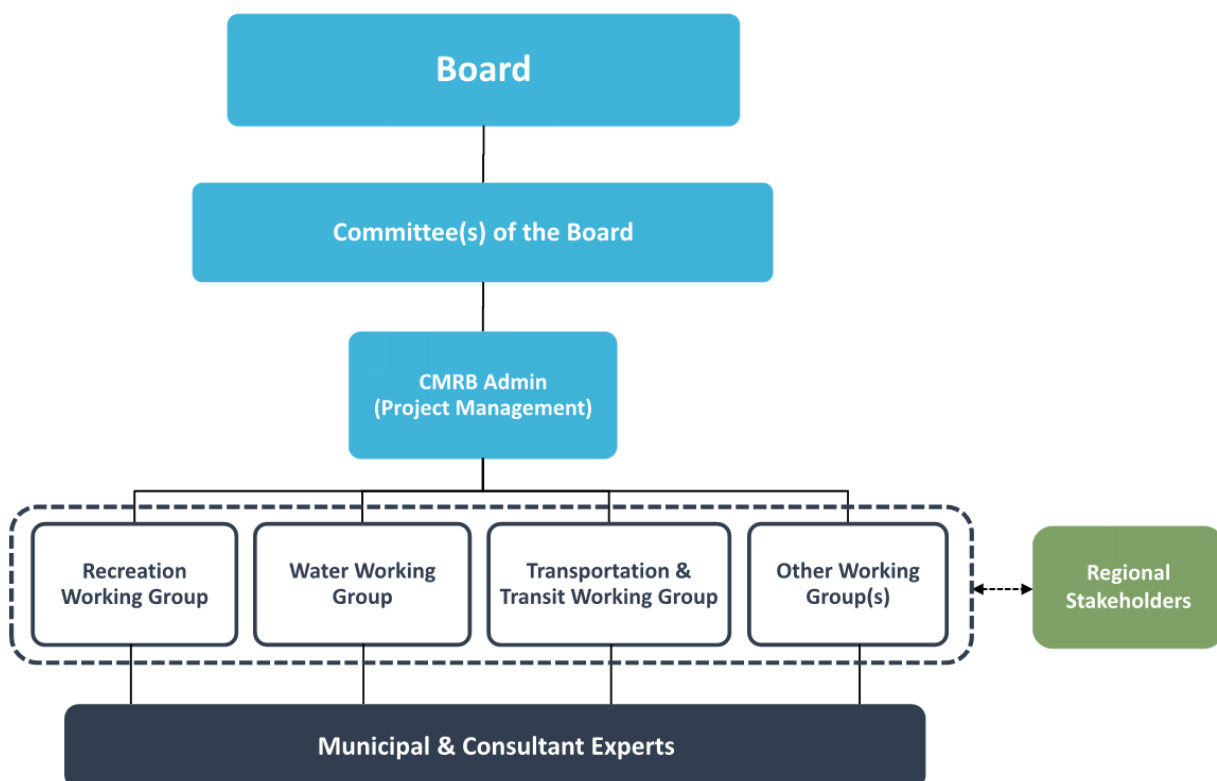 Board
Committee(s) of the Board
CMRB Admin
(Project Management)
Recreation
Working Group
Water Working
Group
Transportation &
Transit Working Group
Other Working
Group(s)
Regional
Stakeholders
Municipal & Consultant Experts